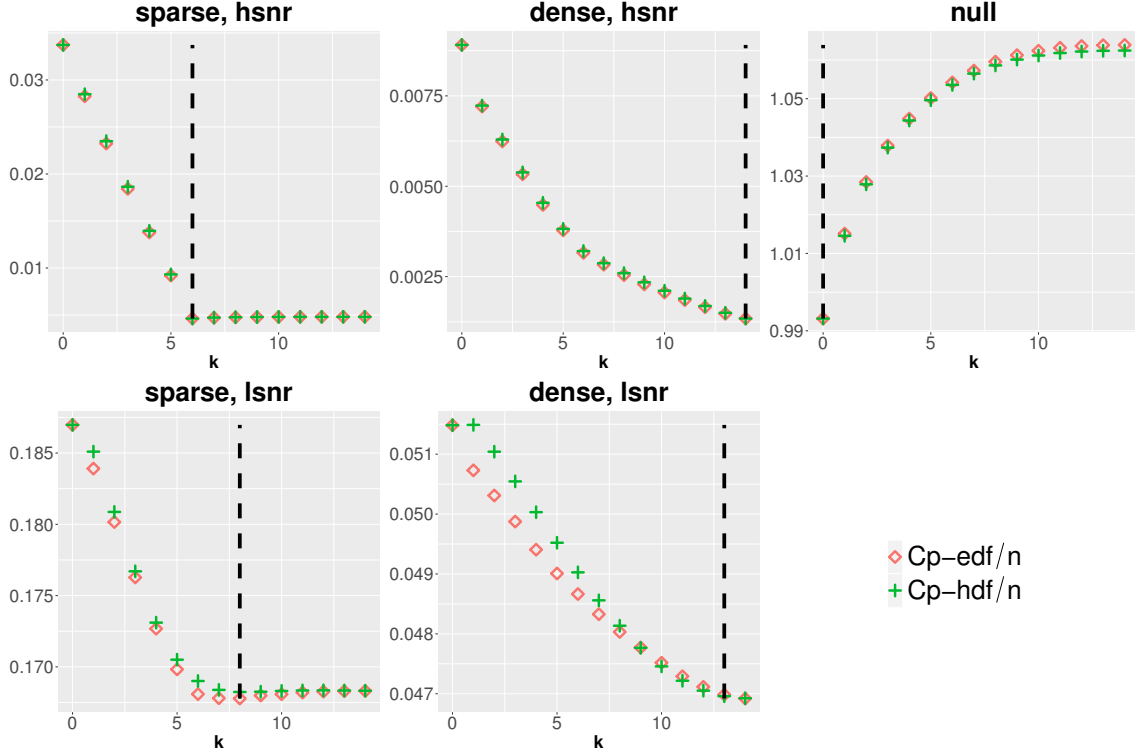 sparse, hsnr
0.03
0.02
0.01
0
5
10
k
dense, hsnr
0.0075
0.0050
0.0025
0
5
10
k
null
1.05
1.03
1.01
0.99
0
5
10
k
sparse, lsnr
0.185
0.180
0.175
0.170
0
5
10
k
dense, lsnr
0.051
0.050
0.049
0.048
0.047
0
5
10
k
Cp−edf/n
Cp−hdf/n